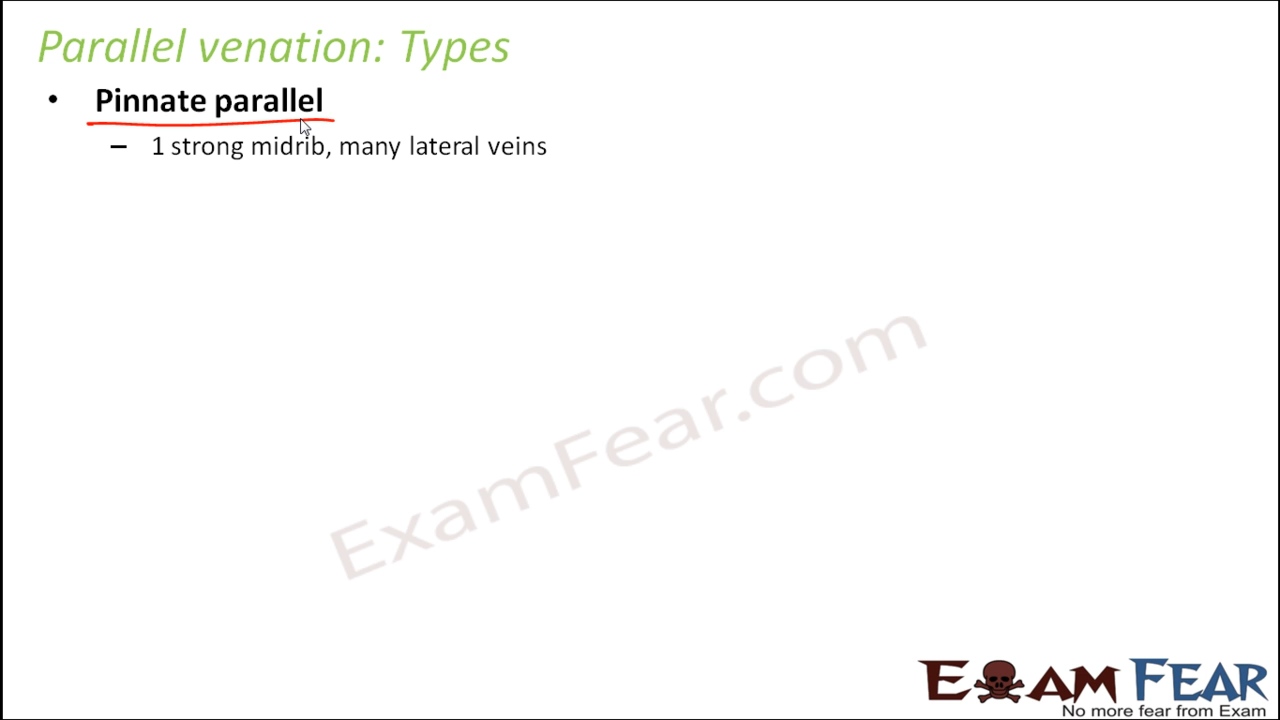 Parallel venation: Types
• Pinnate parallel
– 1 strong midrib, many lateral veins
ExamFear.com
EXAM FEAR
No more fear from Exam